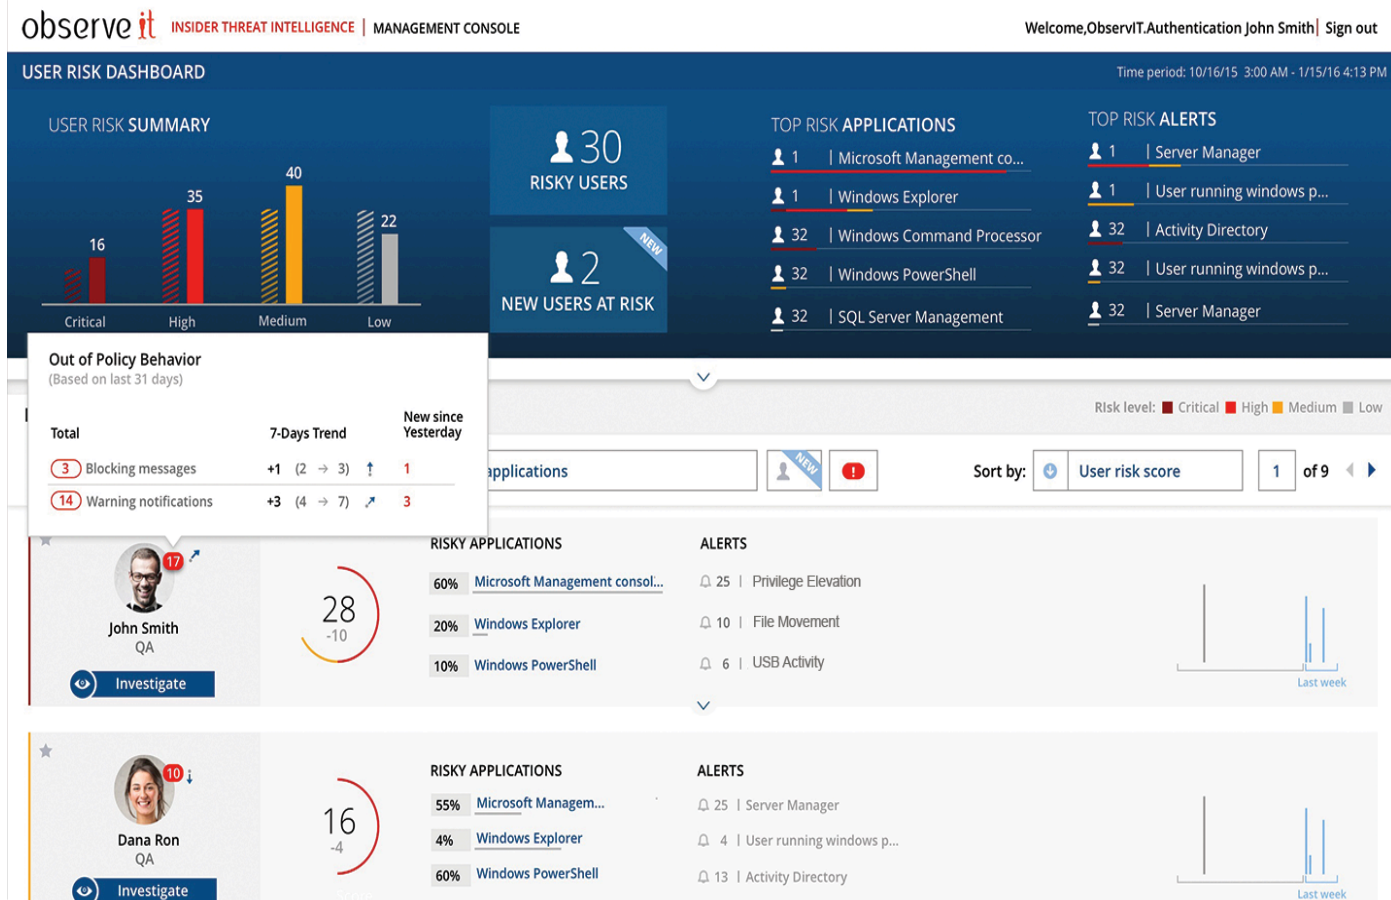 observe it INSIDER THREAT INTELLIGENCE | MANAGEMENT CONSOLE
Welcome,ObservIT.Authentication John Smith| Sign out
USER RISK DASHBOARD
Time period: 10/16/15 3:00 AM - 1/15/16 4:13 PM
USER RISK SUMMARY
16
35
40
22
Critical
High
Medium
Low
30
RISKY USERS
NEW
2
NEW USERS AT RISK
TOP RISK APPLICATIONS
1 | Microsoft Management co...
1 | Windows Explorer
32 | Windows Command Processor
32 | Windows PowerShell
32 | SQL Server Management
TOP RISK ALERTS
1 | Server Manager
1 | User running windows p...
32 | Activity Directory
32 | User running windows p...
32 | Server Manager
Out of Policy Behavior
(Based on last 31 days)
Total
7-Days Trend
New since
Yesterday
3 Blocking messages +1 (2 → 3) 1
14 Warning notifications +3 (4 → 7) 3
RIsk level: Critical High Medium Low
applications
NEW
!
Sort by: User risk score
1 of 9
17
John Smith
QA
Investigate
28
-10
RISKY APPLICATIONS
60% Microsoft Management consol...
20% Windows Explorer
10% Windows PowerShell
ALERTS
25 | Privilege Elevation
10 | File Movement
6 | USB Activity
Last week
10
Dana Ron
QA
Investigate
16
-4
RISKY APPLICATIONS
55% Microsoft Managem...
4% Windows Explorer
60% Windows PowerShell
ALERTS
25 | Server Manager
4 | User running windows p...
13 | Activity Directory
Last week